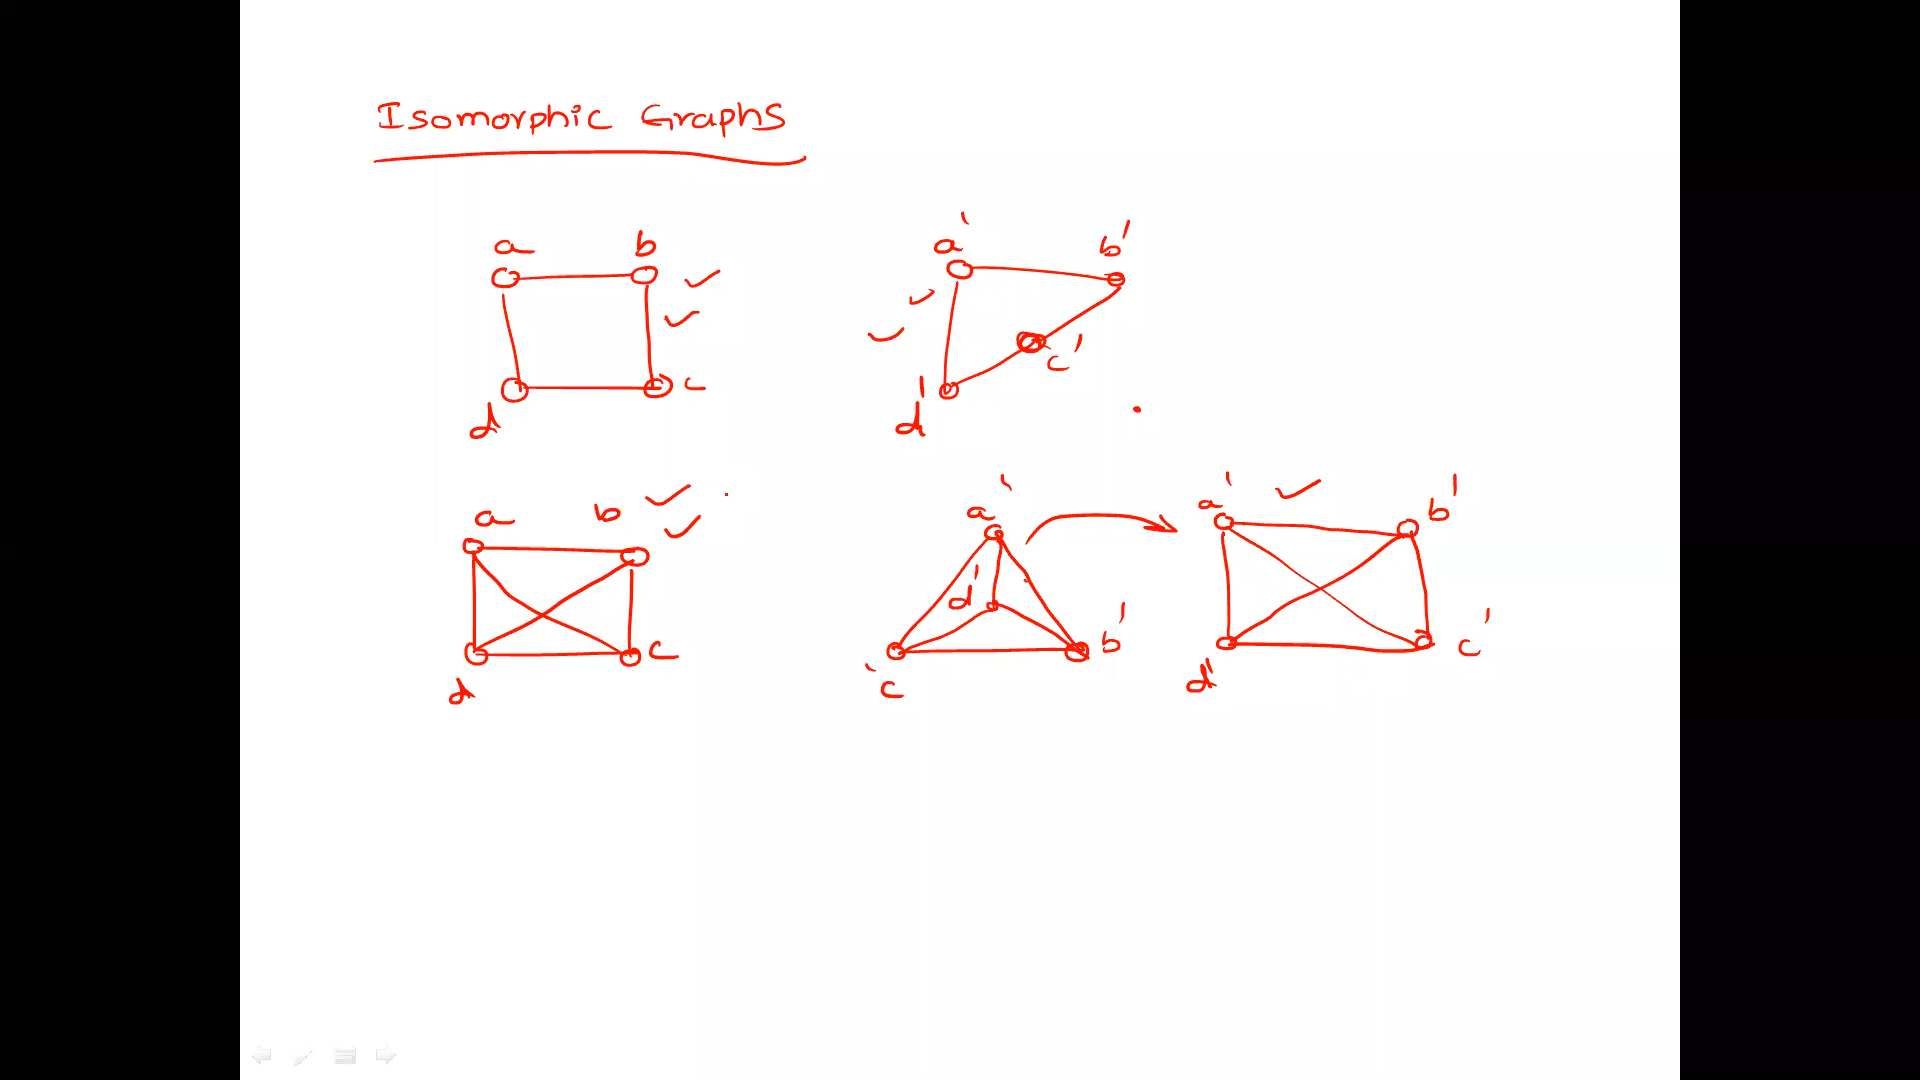 Isomorphic Graphs
a b a' b'
c c'
d d'
a b a' a' b'
d' b' c'
c
d 'c d'